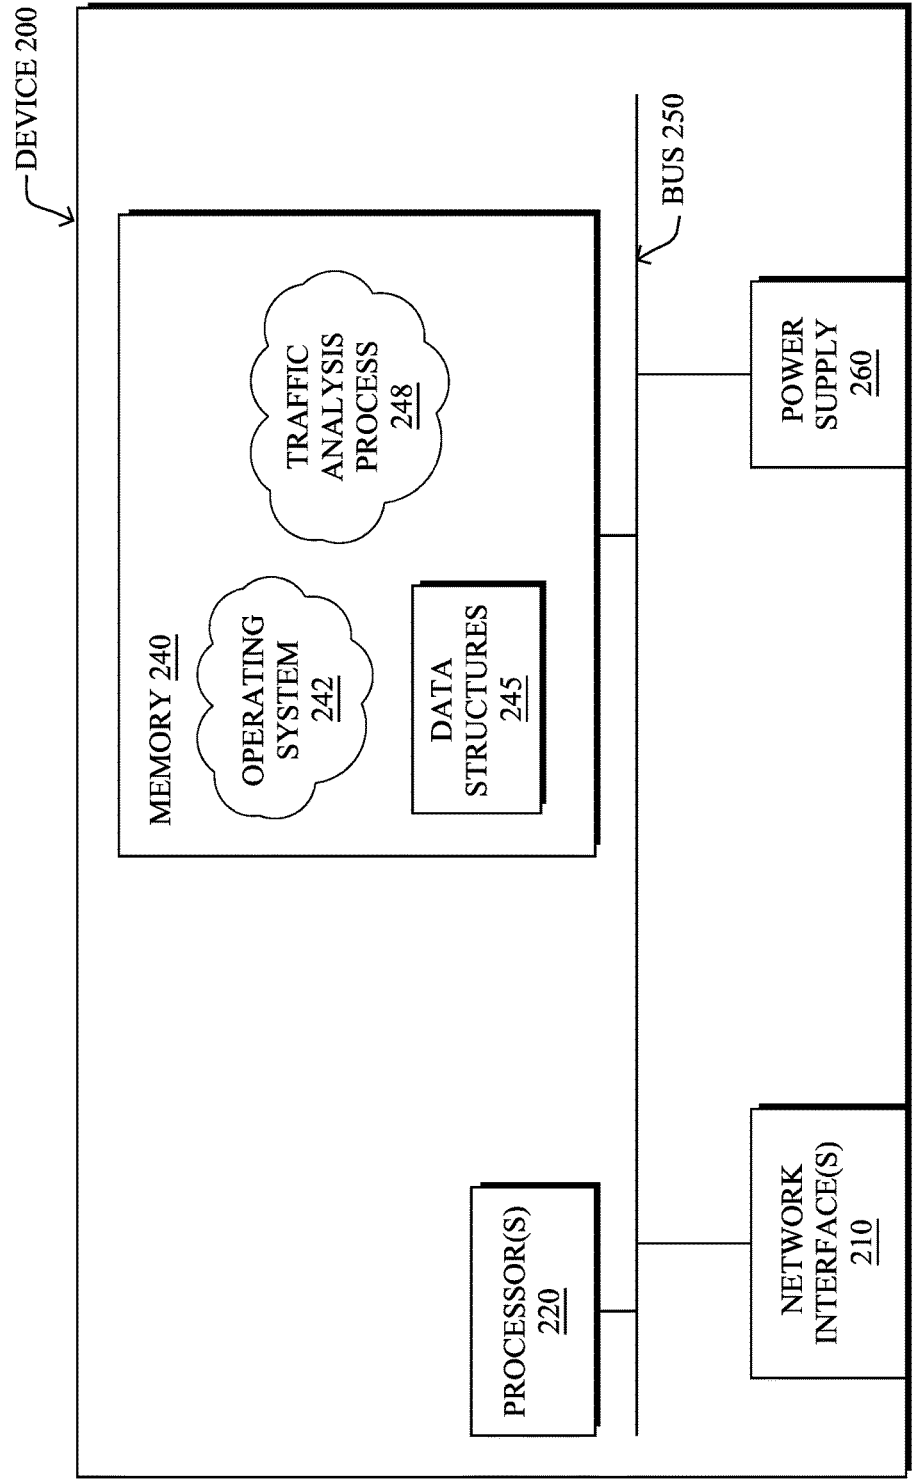 DEVICE 200
MEMORY 240
OPERATING
SYSTEM
242
TRAFFIC
ANALYSIS
PROCESS
248
DATA
STRUCTURES
245
PROCESSOR(S)
220
BUS 250
NETWORK
INTERFACE(S)
210
POWER
SUPPLY
260